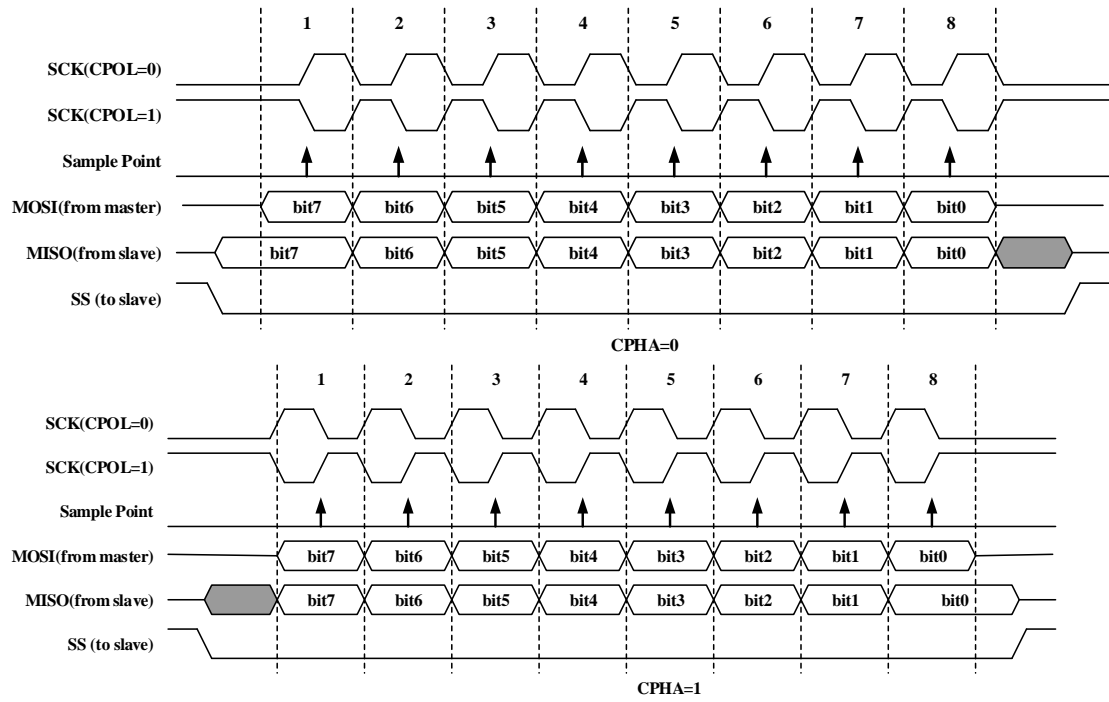 1 2 3 4 5 6 7 8
SCK(CPOL=0)
SCK(CPOL=1)
Sample Point
MOSI(from master) bit7 bit6 bit5 bit4 bit3 bit2 bit1 bit0
MISO(from slave) bit7 bit6 bit5 bit4 bit3 bit2 bit1 bit0
SS (to slave)
CPHA=0
1 2 3 4 5 6 7 8
SCK(CPOL=0)
SCK(CPOL=1)
Sample Point
MOSI(from master) bit7 bit6 bit5 bit4 bit3 bit2 bit1 bit0
MISO(from slave) bit7 bit6 bit5 bit4 bit3 bit2 bit1 bit0
SS (to slave)
CPHA=1